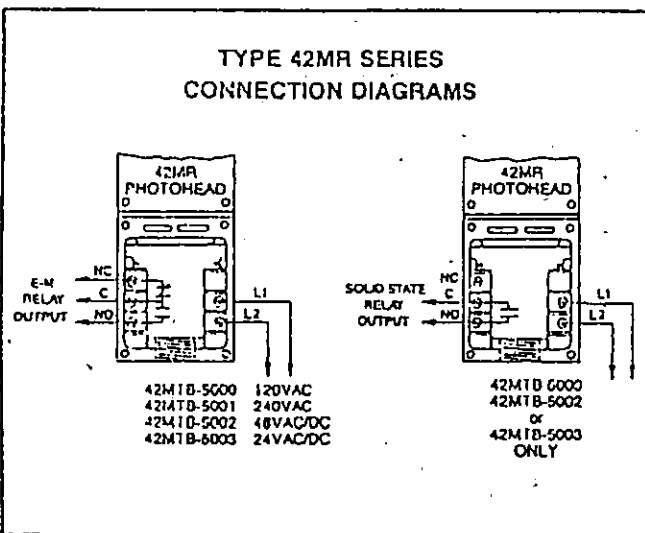 TYPE 42MR SERIES
CONNECTION DIAGRAMS
42MR
PHOTOHEAD
NC
E-M
RELAY
OUTPUT
C
NO
L1
L2
42MTB-5000 120VAC
42MTB-5001 240VAC
42MTB-5002 48VAC/DC
42MTB-5003 24VAC/DC
42MR
PHOTOHEAD
NC
SOLID STATE
RELAY
OUTPUT
C
NO
L1
L2
42MTB-5000
42MTB-5002
or
42MTB-5003
ONLY